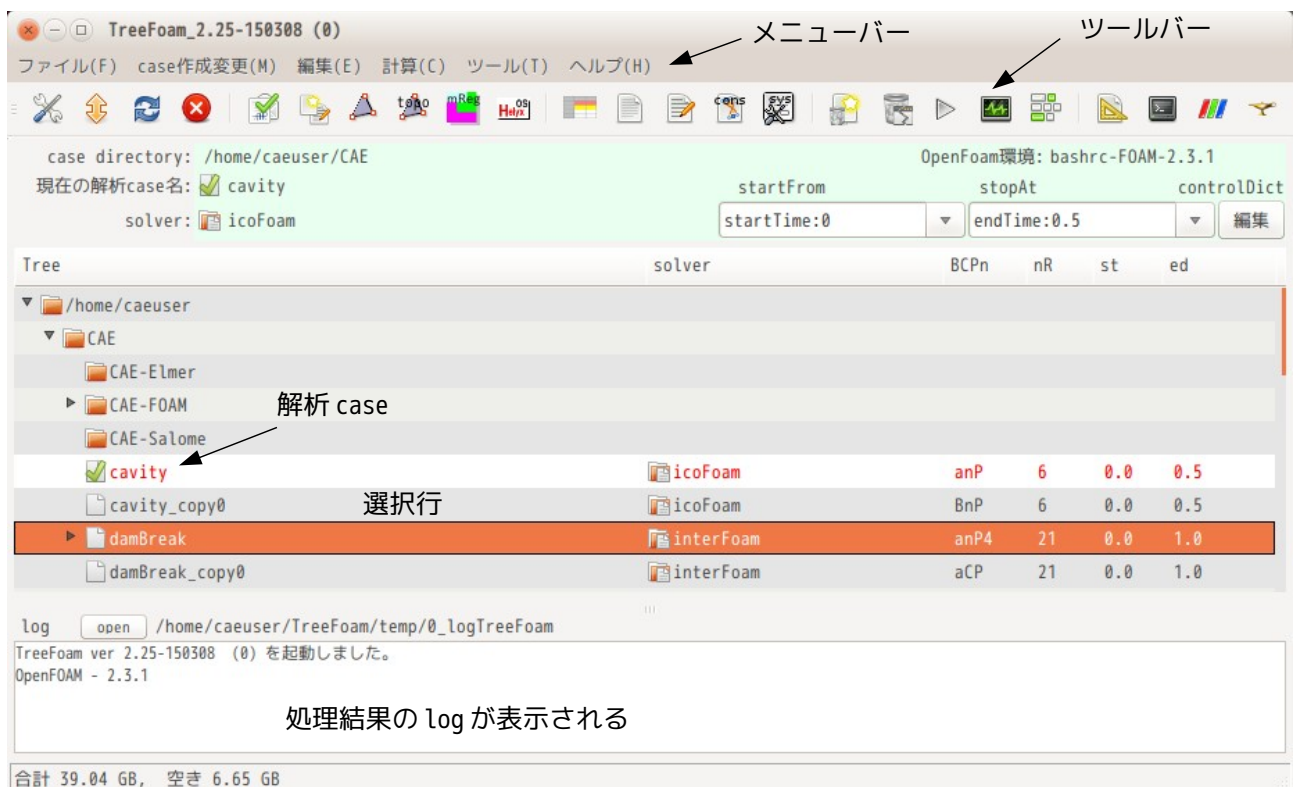 TreeFoam_2.25-150308 (0)
メニューバー
ツールバー
ファイル(F) case作成変更(M) 編集(E) 計算(C) ツール(T) ヘルプ(H)
topo
mReg
Helyx OS
cons
sys
case directory: /home/caeuser/CAE
OpenFoam環境: bashrc-FOAM-2.3.1
現在の解析case名: cavity
startFrom stopAt controlDict
solver: icoFoam
startTime:0 endTime:0.5 編集
Tree solver BCPn nR st ed
/home/caeuser
CAE
CAE-Elmer
CAE-FOAM
解析 case
CAE-Salome
cavity icoFoam anP 6 0.0 0.5
cavity_copy0 icoFoam BnP 6 0.0 0.5
選択行
damBreak interFoam anP4 21 0.0 1.0
damBreak_copy0 interFoam aCP 21 0.0 1.0
log open /home/caeuser/TreeFoam/temp/0_logTreeFoam
TreeFoam ver 2.25-150308 (0) を起動しました。
OpenFOAM - 2.3.1
処理結果の log が表示される
合計 39.04 GB, 空き 6.65 GB